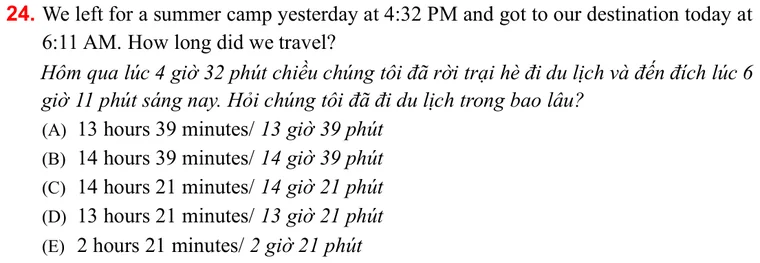 24. We left for a summer camp yesterday at 4:32 PM and got to our destination today at
6:11 AM. How long did we travel?
Hôm qua lúc 4 giờ 32 phút chiều chúng tôi đã rời trại hè đi du lịch và đến đích lúc 6
giờ 11 phút sáng nay. Hỏi chúng tôi đã đi du lịch trong bao lâu?
(A) 13 hours 39 minutes/ 13 giờ 39 phút
(B) 14 hours 39 minutes/ 14 giờ 39 phút
(C) 14 hours 21 minutes/ 14 giờ 21 phút
(D) 13 hours 21 minutes/ 13 giờ 21 phút
(E) 2 hours 21 minutes/ 2 giờ 21 phút